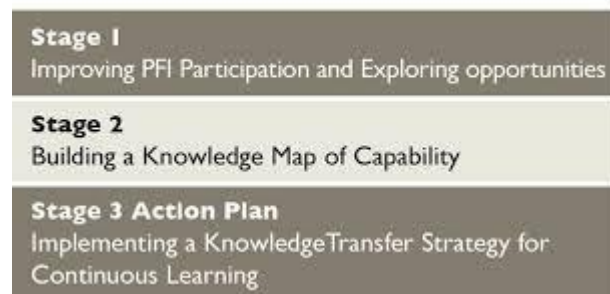 Stage 1
Improving PFI Participation and Exploring opportunities
Stage 2
Building a Knowledge Map of Capability
Stage 3 Action Plan
Implementing a KnowledgeTransfer Strategy for
Continuous Learning